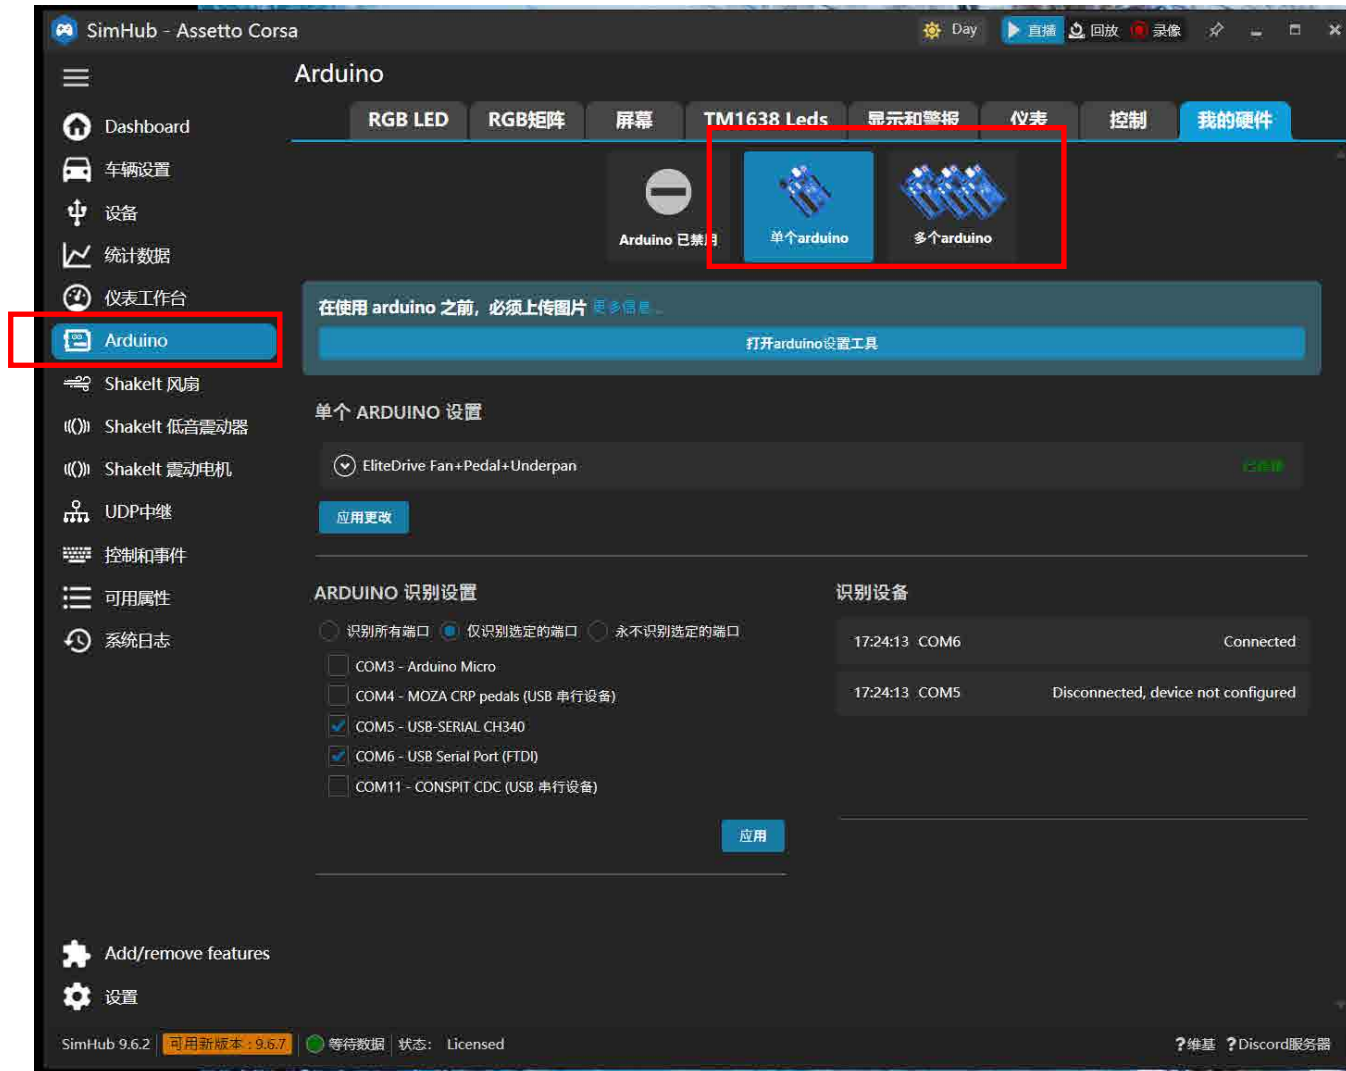 SimHub - Assetto Corsa
Day
直播
回放
录像
Arduino
Dashboard
车辆设置
设备
统计数据
仪表工作台
Arduino
ShakeIt 风扇
ShakeIt 低音震动器
ShakeIt 震动电机
UDP中继
控制和事件
可用属性
系统日志
Add/remove features
设置
RGB LED
RGB矩阵
屏幕
TM1638 Leds
显示和警报
仪表
控制
我的硬件
Arduino 已禁用
单个arduino
多个arduino
在使用 arduino 之前，必须上传图片 更多信息...
打开arduino设置工具
单个 ARDUINO 设置
EliteDrive Fan+Pedal+Underpan
已连接
应用更改
ARDUINO 识别设置
识别所有端口
仅识别选定的端口
永不识别选定的端口
COM3 - Arduino Micro
COM4 - MOZA CRP pedals (USB 串行设备)
COM5 - USB-SERIAL CH340
COM6 - USB Serial Port (FTDI)
COM11 - CONSPIT CDC (USB 串行设备)
应用
识别设备
17:24:13 COM6 Connected
17:24:13 COM5 Disconnected, device not configured
SimHub 9.6.2
可用新版本 : 9.6.7
等待数据
状态: Licensed
?维基
?Discord服务器